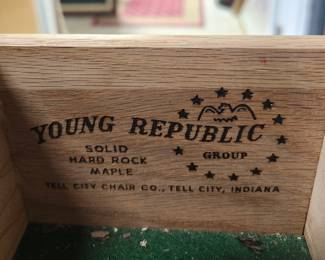 YOUNG REPUBLIC
GROUP
SOLID
HARD ROCK
MAPLE
TELL CITY CHAIR CO., TELL CITY, INDIANA